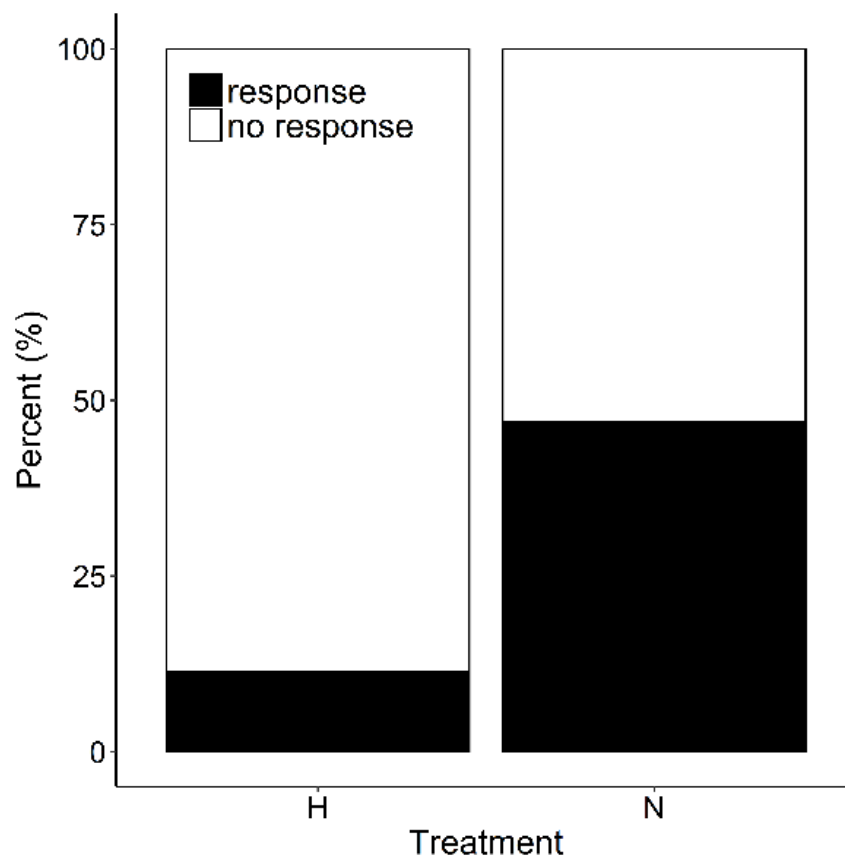 100
75
50
25
0
Percent (%)
response
no response
H
N
Treatment